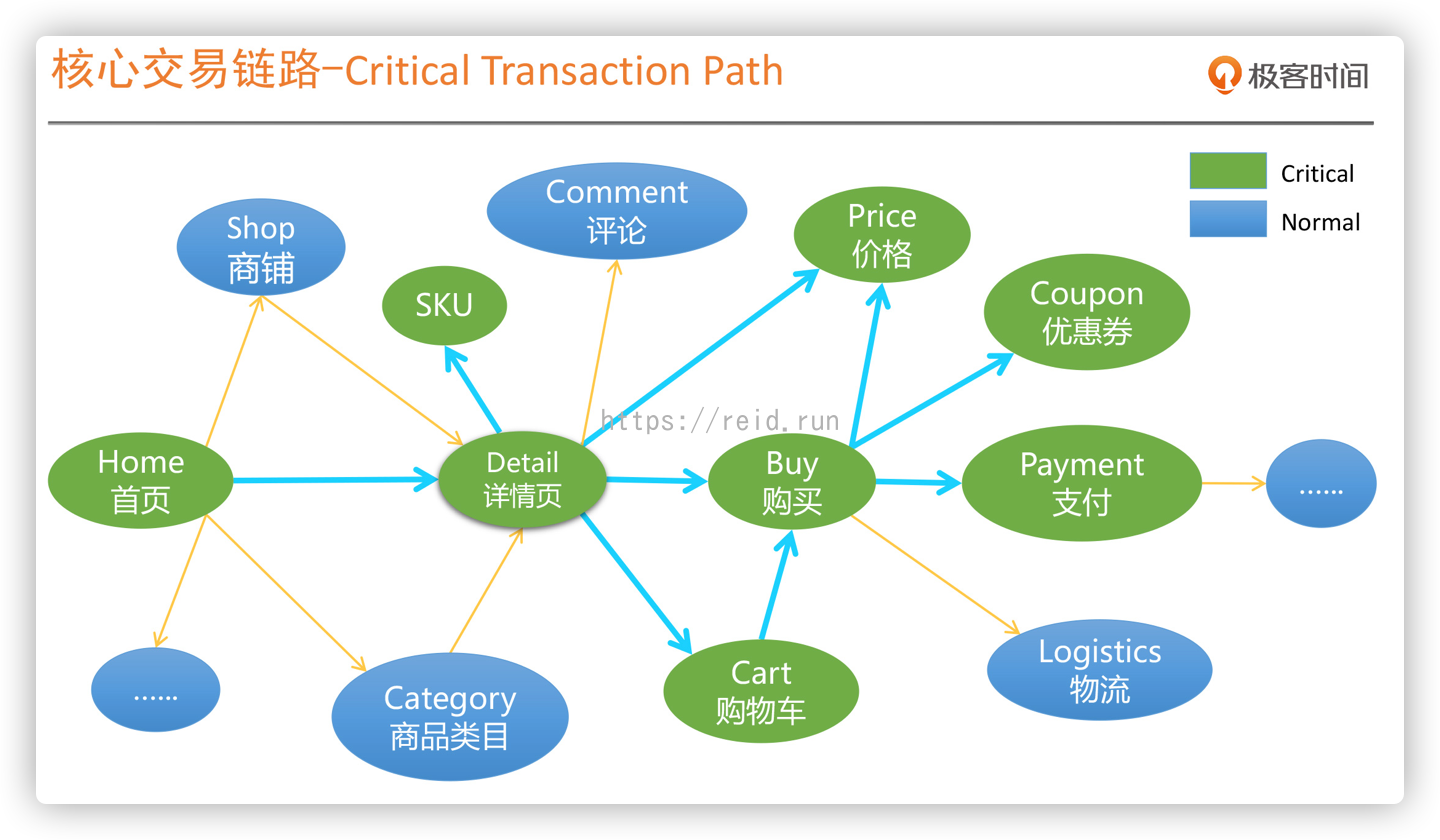 核心交易链路-Critical Transaction Path
极客时间
Critical
Normal
Comment
评论
Price
价格
Shop
商铺
SKU
Coupon
优惠券
https://reid.run
Home
首页
Detail
详情页
Buy
购买
Payment
支付
......
......
Category
商品类目
Cart
购物车
Logistics
物流